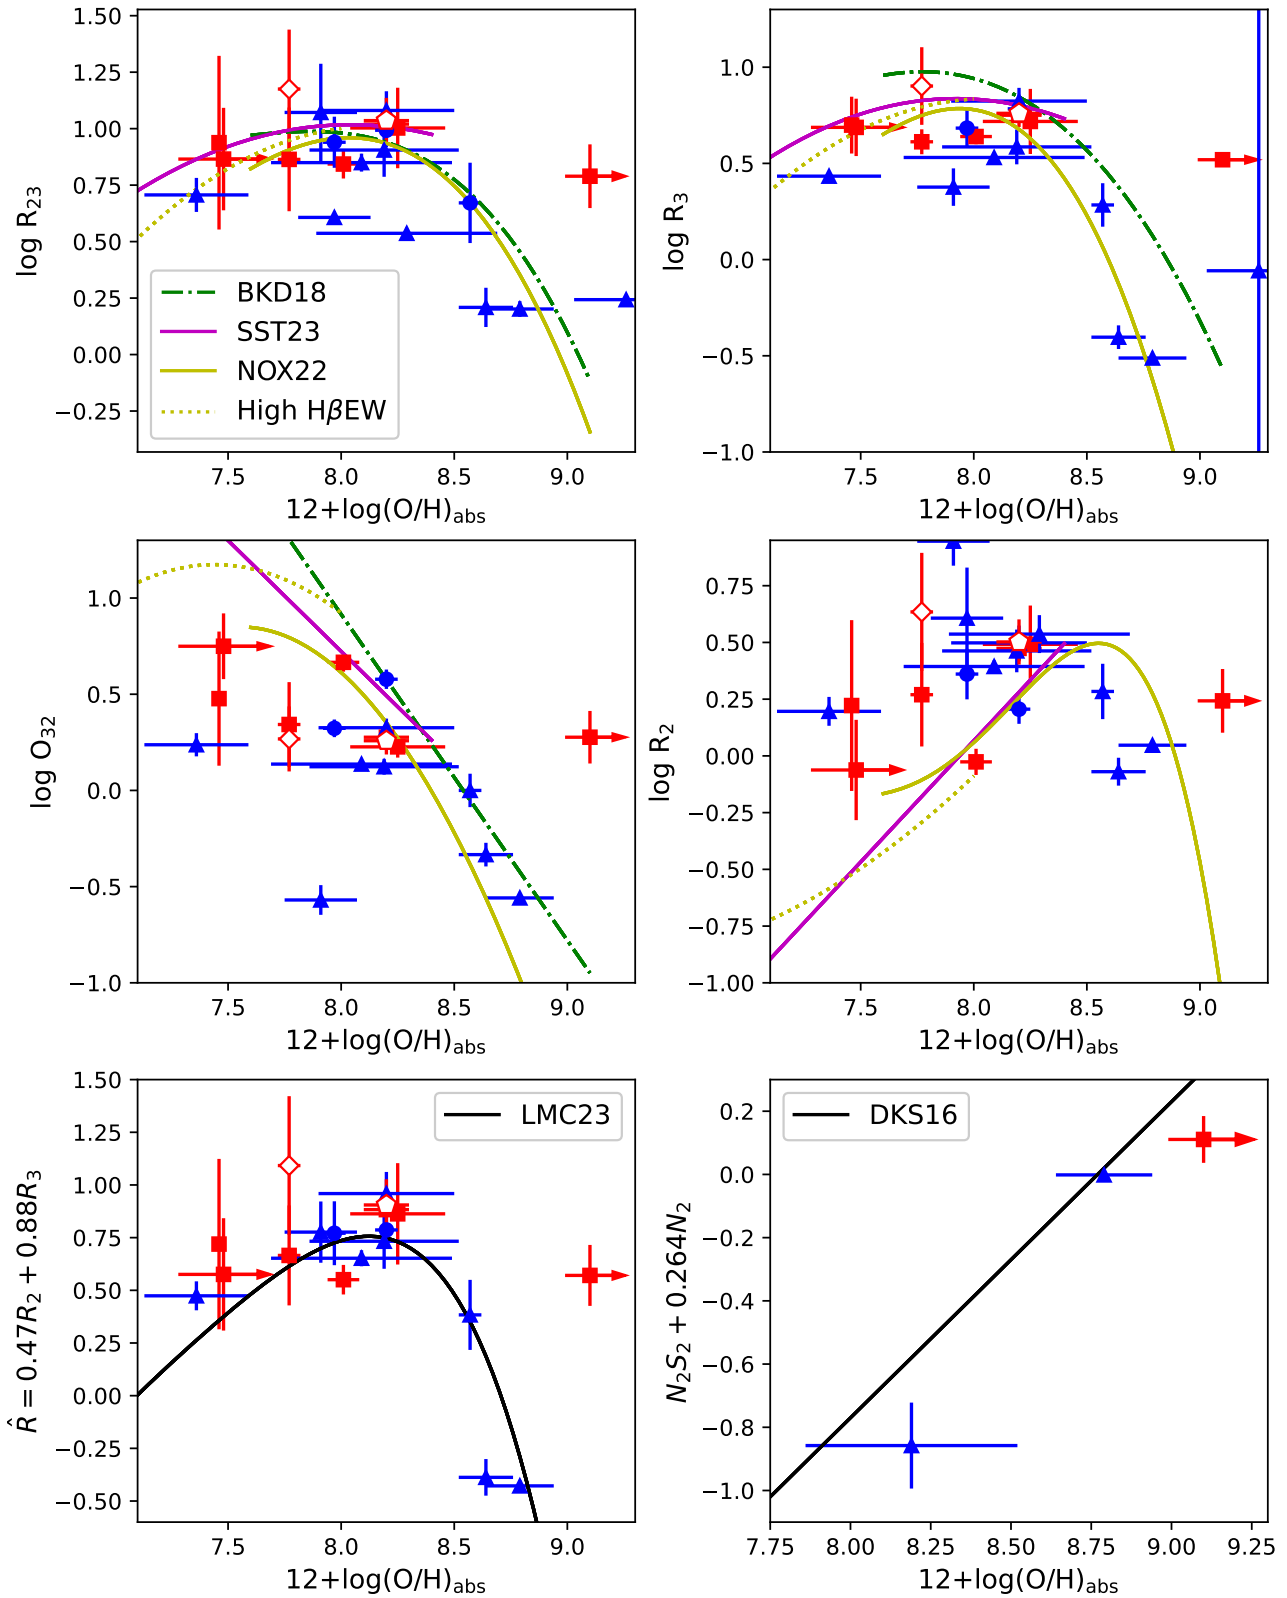 1.50
1.25
1.00
0.75
0.50
0.25
0.00
−0.25
log R₂₃
BKD18
SST23
NOX22
High HβEW
7.5 8.0 8.5 9.0
12+log(O/H)abs
1.0
0.5
0.0
−0.5
−1.0
log R₃
7.5 8.0 8.5 9.0
12+log(O/H)abs
1.0
0.5
0.0
−0.5
−1.0
log O₃₂
7.5 8.0 8.5 9.0
12+log(O/H)abs
0.75
0.50
0.25
0.00
−0.25
−0.50
−0.75
−1.00
log R₂
7.5 8.0 8.5 9.0
12+log(O/H)abs
1.50
1.25
1.00
0.75
0.50
0.25
0.00
−0.25
−0.50
R̂ = 0.47R₂ + 0.88R₃
LMC23
7.5 8.0 8.5 9.0
12+log(O/H)abs
0.2
0.0
−0.2
−0.4
−0.6
−0.8
−1.0
N₂S₂ + 0.264N₂
DKS16
7.75 8.00 8.25 8.50 8.75 9.00 9.25
12+log(O/H)abs